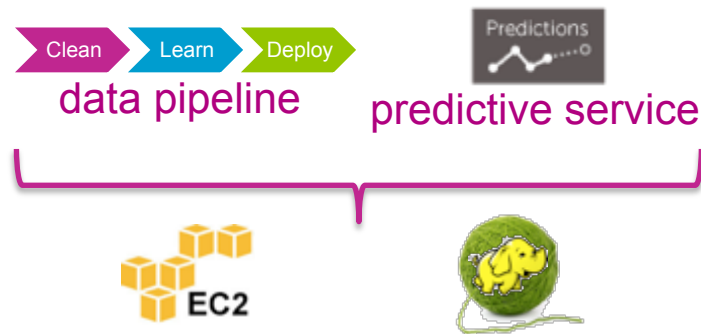 Clean Learn Deploy
Predictions
data pipeline
predictive service
EC2